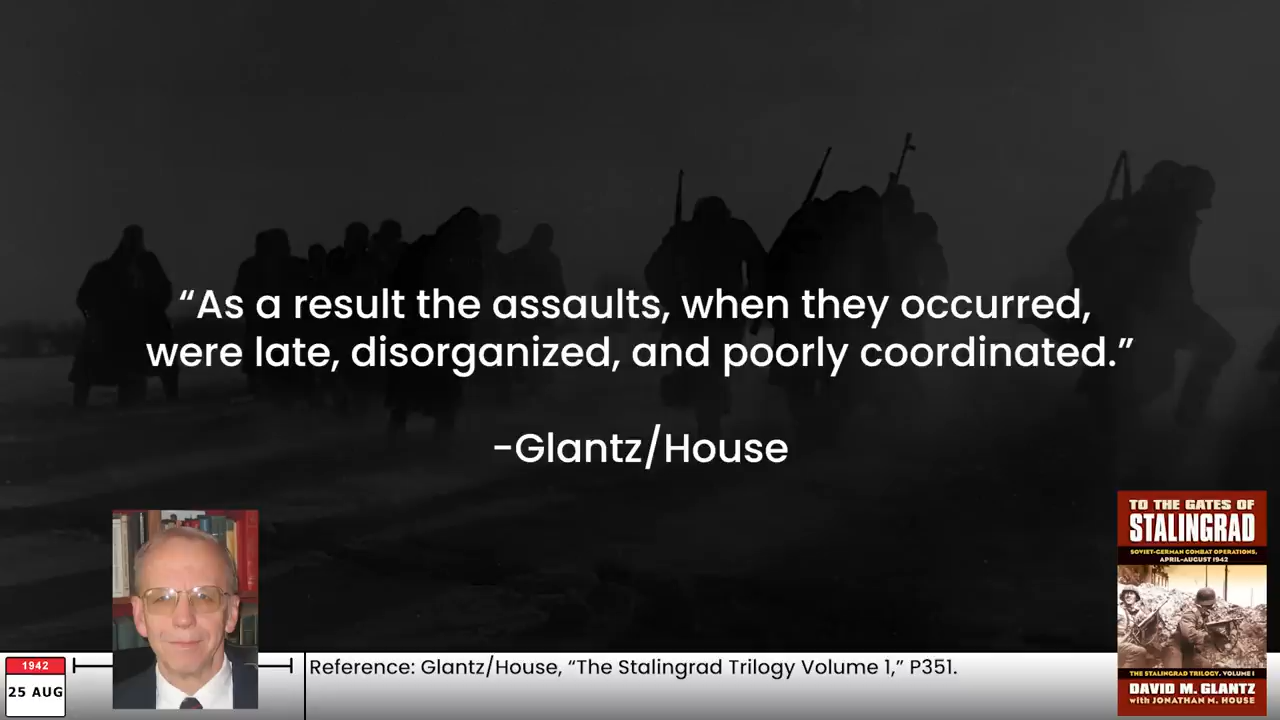 “As a result the assaults, when they occurred,
were late, disorganized, and poorly coordinated.”
-Glantz/House
TO THE GATES OF
STALINGRAD
SOVIET-GERMAN COMBAT OPERATIONS,
APRIL-AUGUST 1942
THE STALINGRAD TRILOGY, VOLUME I
DAVID M. GLANTZ
with JONATHAN M. HOUSE
1942
25 AUG
Reference: Glantz/House, “The Stalingrad Trilogy Volume 1,” P351.